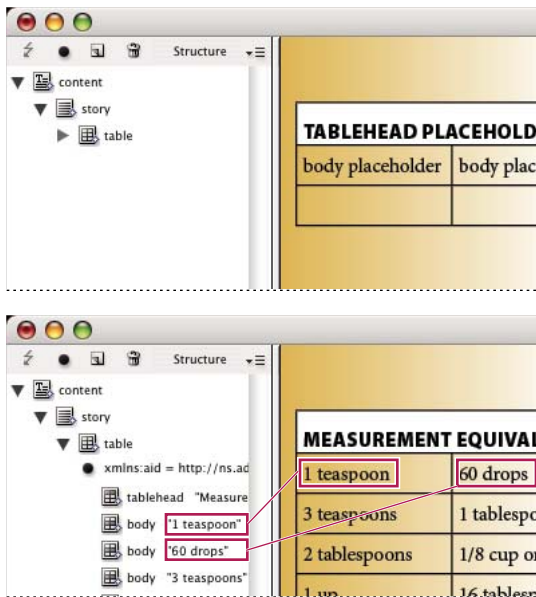 Structure
content
story
table
TABLEHEAD PLACEHOLD
body placeholder body plac
Structure
content
story
table
xmlns:aid = http://ns.ad
tablehead "Measure
body "1 teaspoon"
body "60 drops"
body "3 teaspoons"
MEASUREMENT EQUIVAL
1 teaspoon 60 drops
3 teaspoons 1 tablespo
2 tablespoons 1/8 cup or